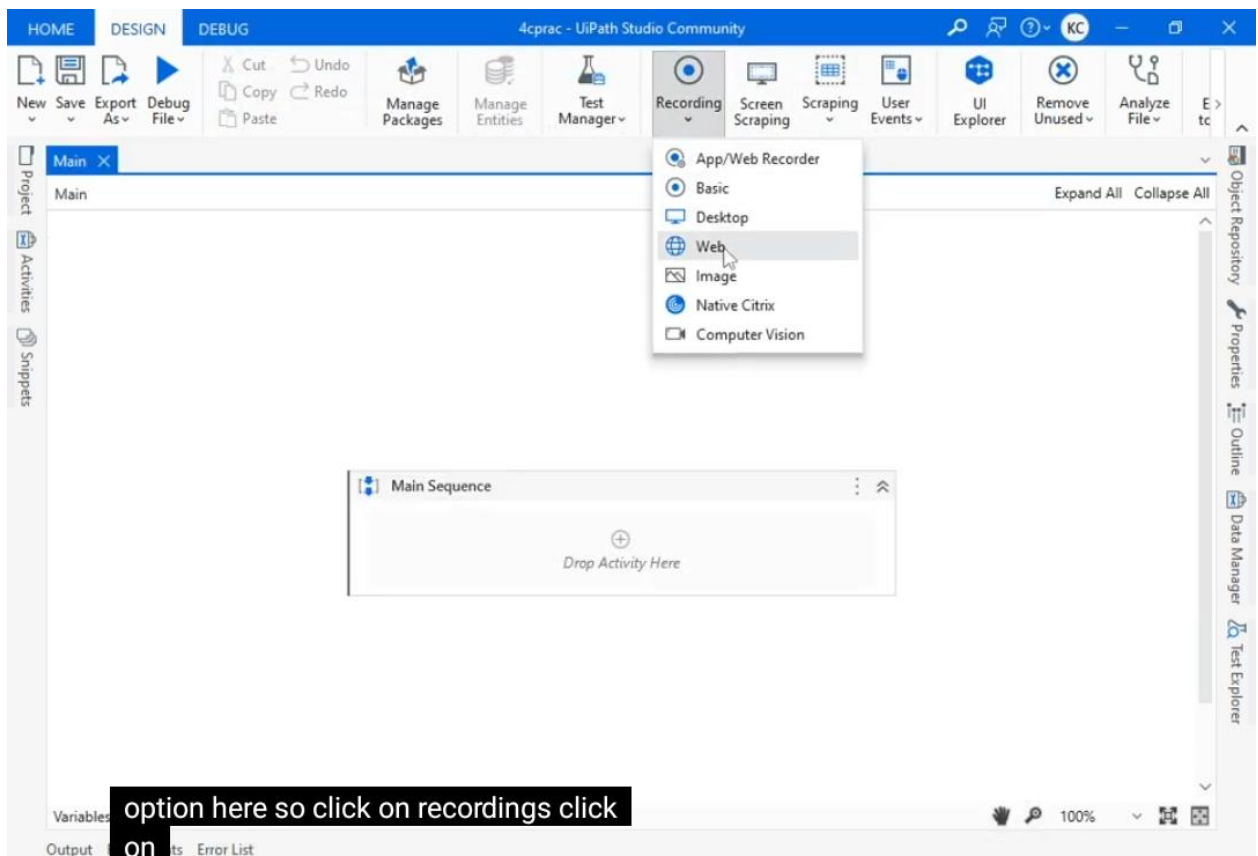 HOME DESIGN DEBUG 4cprac - UiPath Studio Community KC
New Save Export As Debug File Cut Copy Paste Undo Redo Manage Packages Manage Entities Test Manager Recording Screen Scraping Scraping User Events UI Explorer Remove Unused Analyze File
Main
Main Expand All Collapse All
App/Web Recorder
Basic
Desktop
Web
Image
Native Citrix
Computer Vision
Project
Activities
Snippets
Object Repository
Properties
Outline
Data Manager
Test Explorer
Main Sequence
Drop Activity Here
Variables 100%
option here so click on recordings click
on
Output Error List